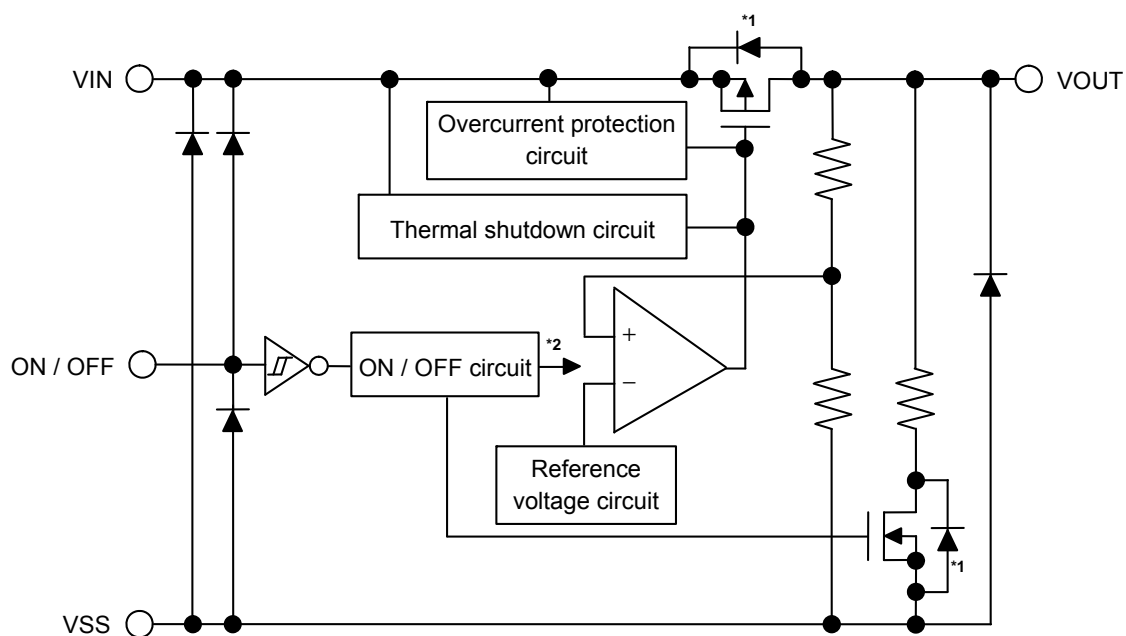 *1
VIN
VOUT
Overcurrent protection
circuit
Thermal shutdown circuit
ON / OFF
ON / OFF circuit
*2
+
−
Reference
voltage circuit
*1
VSS